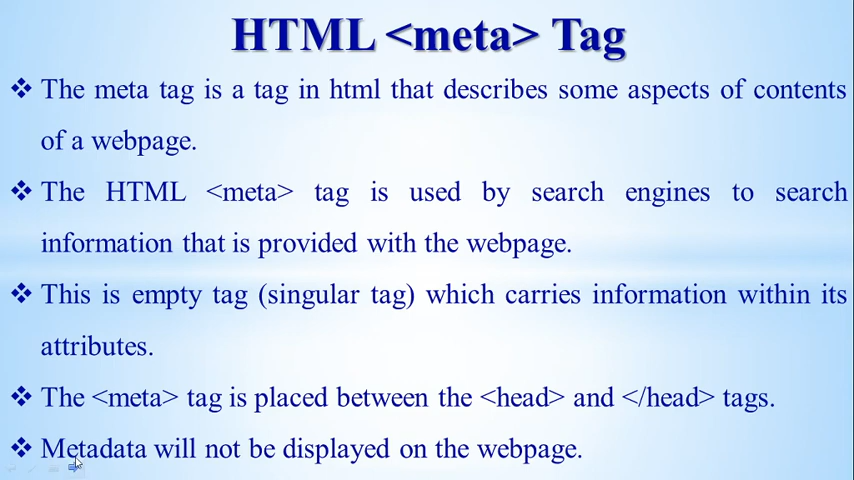 HTML <meta> Tag
❖ The meta tag is a tag in html that describes some aspects of contents
of a webpage.
❖ The HTML <meta> tag is used by search engines to search
information that is provided with the webpage.
❖ This is empty tag (singular tag) which carries information within its
attributes.
❖ The <meta> tag is placed between the <head> and </head> tags.
❖ Metadata will not be displayed on the webpage.